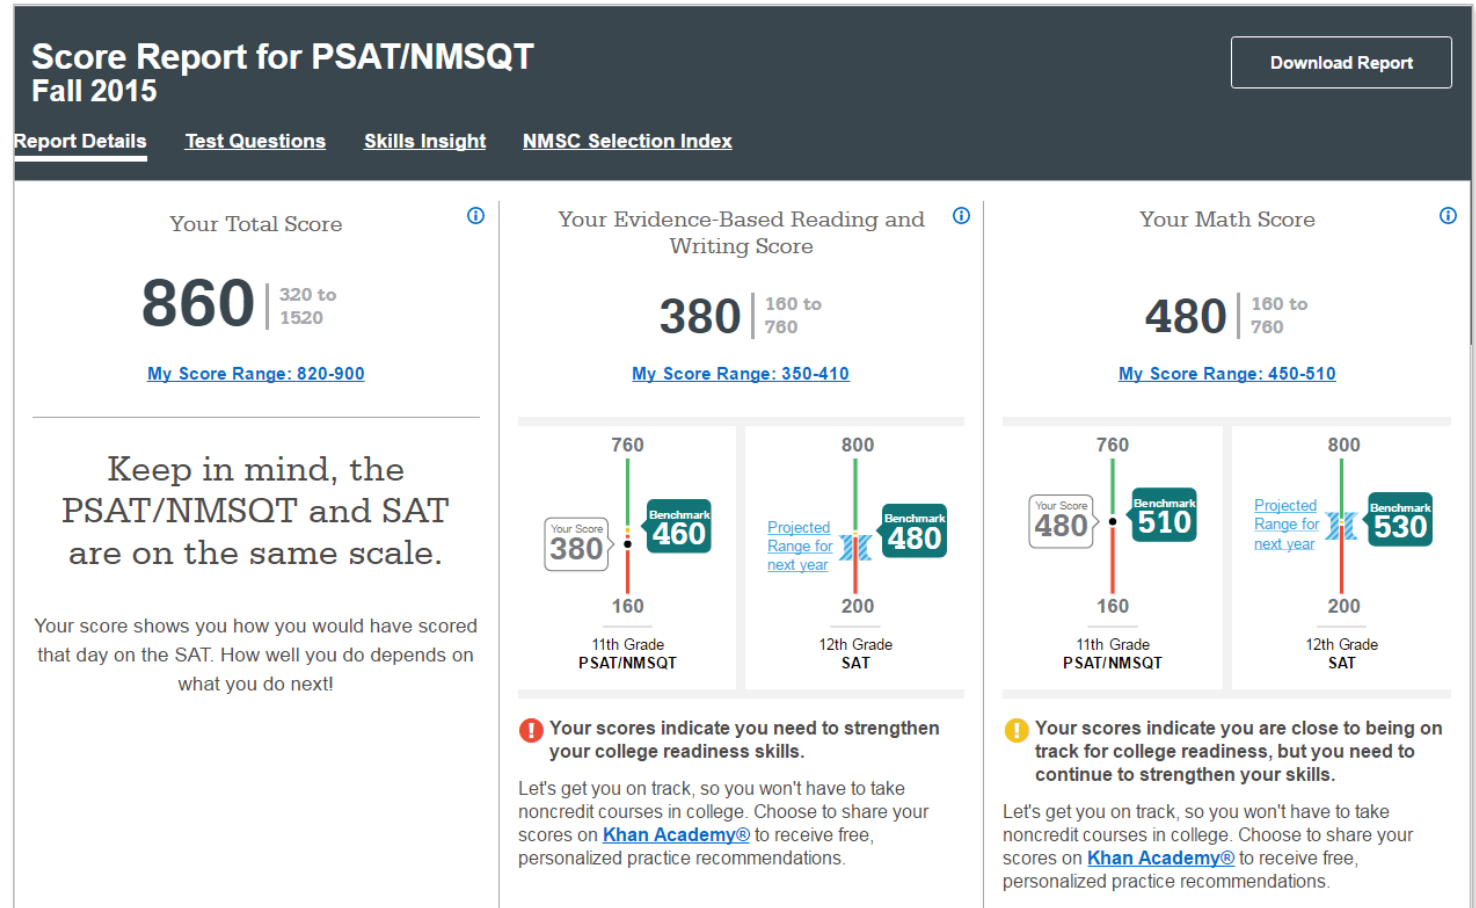 Score Report for PSAT/NMSQT
Fall 2015
Download Report
Report Details Test Questions Skills Insight NMSC Selection Index
Your Total Score
860 320 to
1520
My Score Range: 820-900
Keep in mind, the
PSAT/NMSQT and SAT
are on the same scale.
Your score shows you how you would have scored
that day on the SAT. How well you do depends on
what you do next!
Your Evidence-Based Reading and
Writing Score
380 160 to
760
My Score Range: 350-410
760
Your Score
380
Benchmark
460
160
11th Grade
PSAT/NMSQT
800
Projected
Range for
next year
Benchmark
480
200
12th Grade
SAT
Your scores indicate you need to strengthen
your college readiness skills.
Let's get you on track, so you won't have to take
noncredit courses in college. Choose to share your
scores on Khan Academy® to receive free,
personalized practice recommendations.
Your Math Score
480 160 to
760
My Score Range: 450-510
760
Your Score
480
Benchmark
510
160
11th Grade
PSAT/NMSQT
800
Projected
Range for
next year
Benchmark
530
200
12th Grade
SAT
Your scores indicate you are close to being on
track for college readiness, but you need to
continue to strengthen your skills.
Let's get you on track, so you won't have to take
noncredit courses in college. Choose to share your
scores on Khan Academy® to receive free,
personalized practice recommendations.